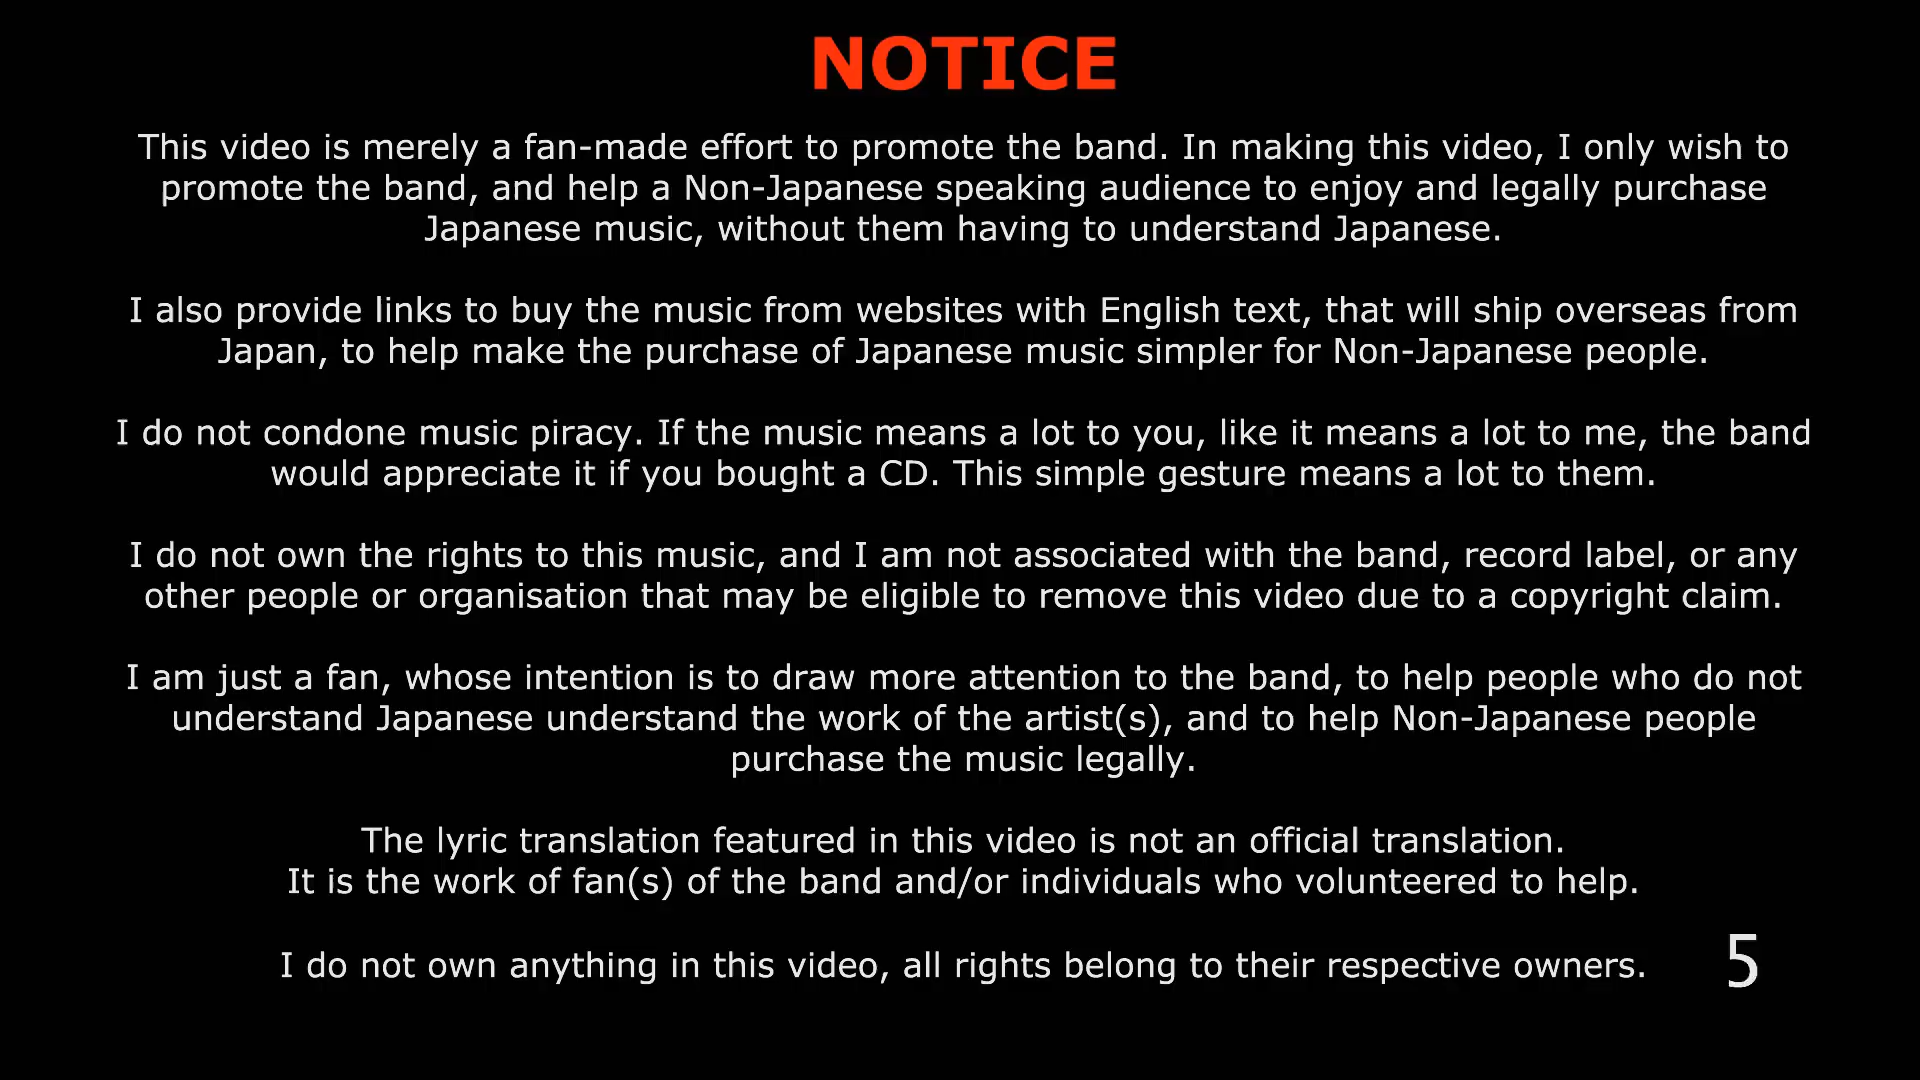 NOTICE
This video is merely a fan-made effort to promote the band. In making this video, I only wish to
promote the band, and help a Non-Japanese speaking audience to enjoy and legally purchase
Japanese music, without them having to understand Japanese.
I also provide links to buy the music from websites with English text, that will ship overseas from
Japan, to help make the purchase of Japanese music simpler for Non-Japanese people.
I do not condone music piracy. If the music means a lot to you, like it means a lot to me, the band
would appreciate it if you bought a CD. This simple gesture means a lot to them.
I do not own the rights to this music, and I am not associated with the band, record label, or any
other people or organisation that may be eligible to remove this video due to a copyright claim.
I am just a fan, whose intention is to draw more attention to the band, to help people who do not
understand Japanese understand the work of the artist(s), and to help Non-Japanese people
purchase the music legally.
The lyric translation featured in this video is not an official translation.
It is the work of fan(s) of the band and/or individuals who volunteered to help.
I do not own anything in this video, all rights belong to their respective owners.
5